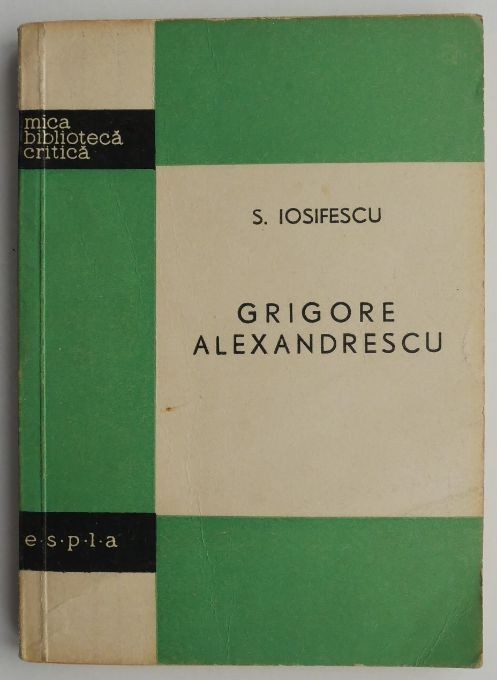 mica
bibliotecă
critică
S. IOSIFESCU
GRIGORE
ALEXANDRESCU
e·s·p·l·a